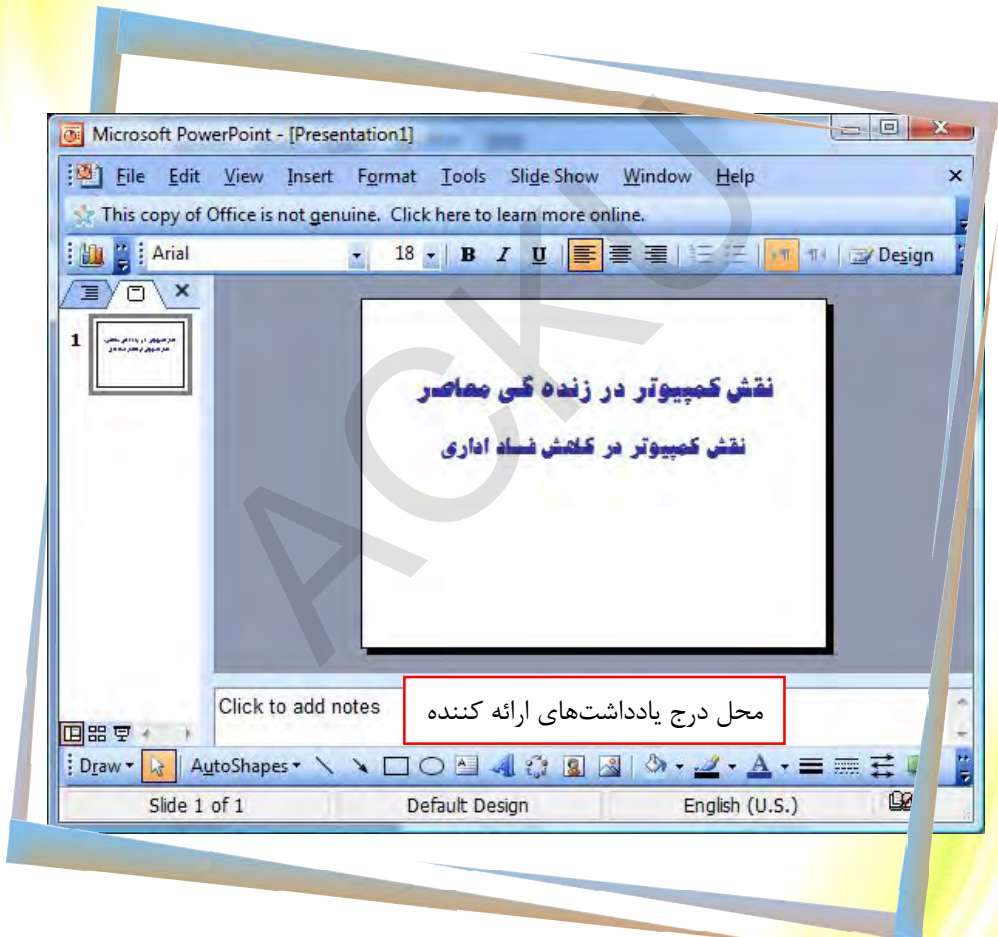 Microsoft PowerPoint - [Presentation1]
File Edit View Insert Format Tools Slide Show Window Help
This copy of Office is not genuine. Click here to learn more online.
Arial 18 B I U Design
1
نقش کمپیوتر در زنده گی معاصر
نقش کمپیوتر در کاهش فساد اداری
Click to add notes
محل درج یادداشت‌های ارائه کننده
Draw AutoShapes
Slide 1 of 1 Default Design English (U.S.)
ACKU